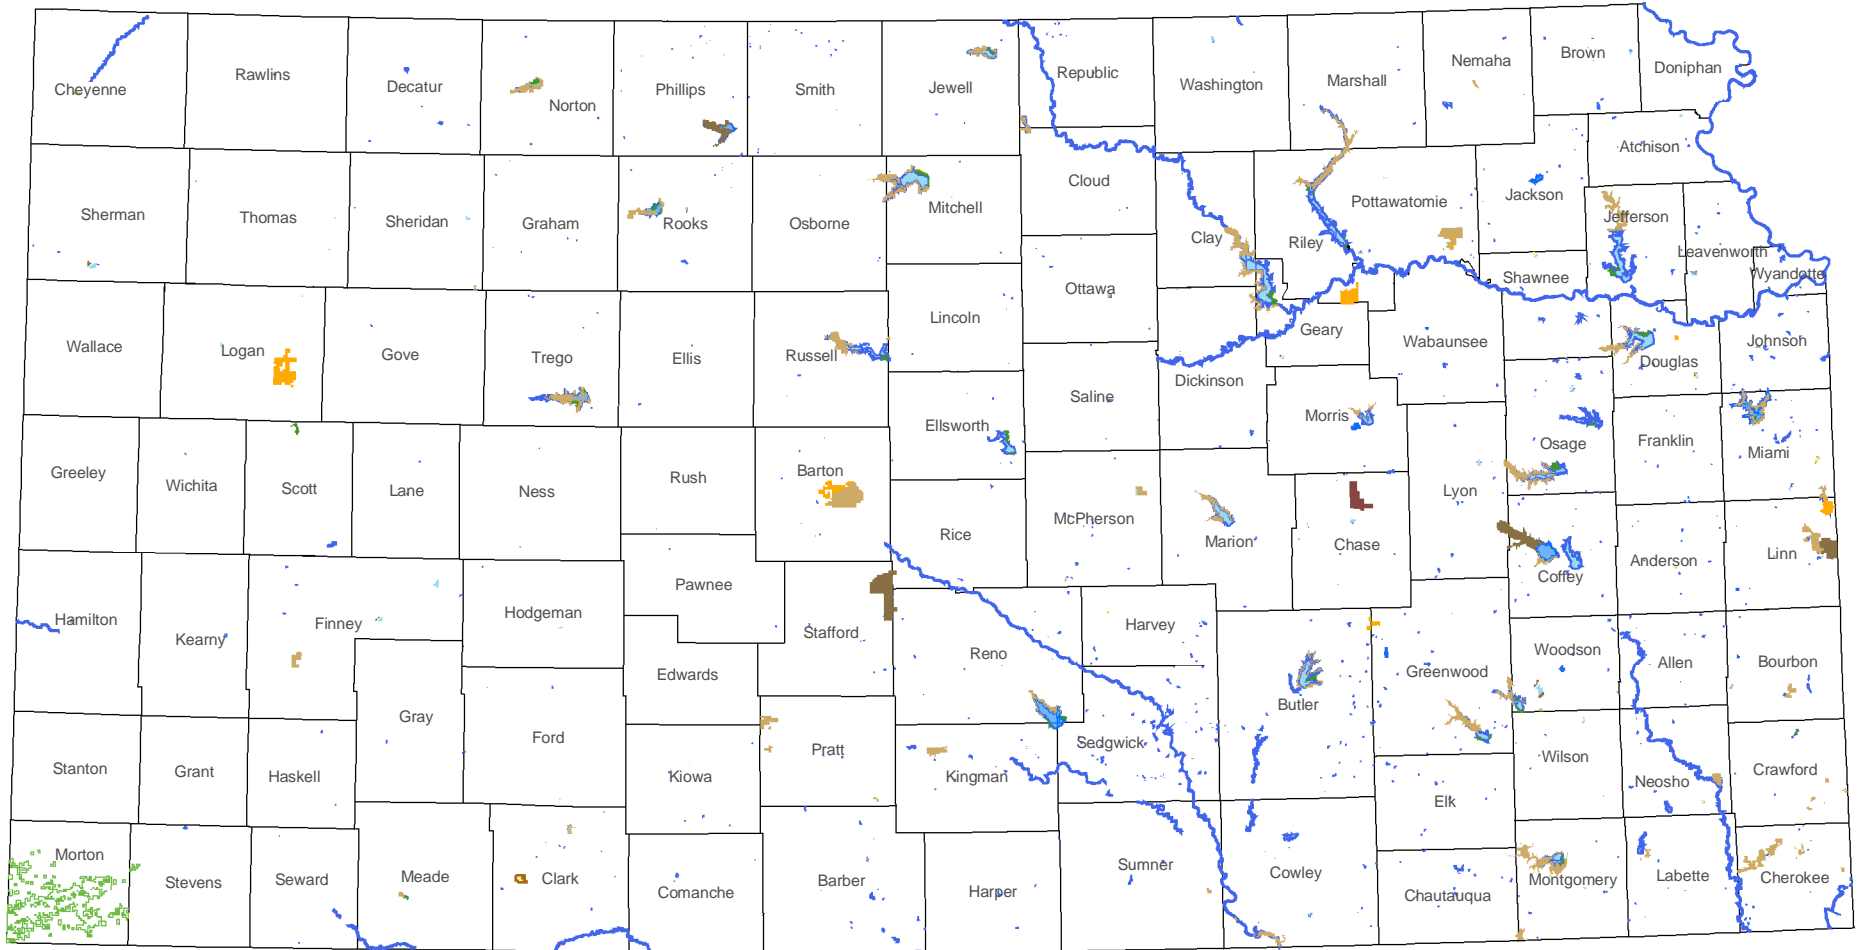 Cheyenne
Rawlins
Decatur
Norton
Phillips
Smith
Jewell
Republic
Washington
Marshall
Nemaha
Brown
Doniphan
Sherman
Thomas
Sheridan
Graham
Rooks
Osborne
Mitchell
Cloud
Clay
Riley
Pottawatomie
Jackson
Atchison
Jefferson
Leavenworth
Wyandotte
Shawnee
Wallace
Logan
Gove
Trego
Ellis
Russell
Lincoln
Ottawa
Geary
Wabaunsee
Douglas
Johnson
Dickinson
Saline
Ellsworth
Morris
Osage
Franklin
Miami
Greeley
Wichita
Scott
Lane
Ness
Rush
Barton
Rice
McPherson
Marion
Chase
Lyon
Coffey
Anderson
Linn
Hamilton
Kearny
Finney
Hodgeman
Pawnee
Stafford
Reno
Harvey
Edwards
Gray
Ford
Butler
Greenwood
Woodson
Allen
Bourbon
Stanton
Grant
Haskell
Kiowa
Pratt
Kingman
Sedgwick
Elk
Wilson
Neosho
Crawford
Morton
Stevens
Seward
Meade
Clark
Comanche
Barber
Harper
Sumner
Cowley
Chautauqua
Montgomery
Labette
Cherokee